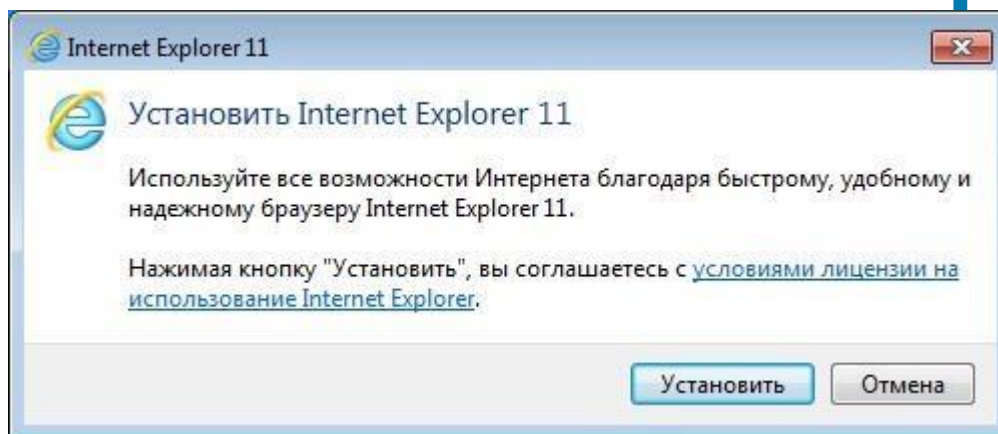 Internet Explorer 11
Установить Internet Explorer 11
Используйте все возможности Интернета благодаря быстрому, удобному и
надежному браузеру Internet Explorer 11.
Нажимая кнопку "Установить", вы соглашаетесь с условиями лицензии на
использование Internet Explorer.
Установить Отмена